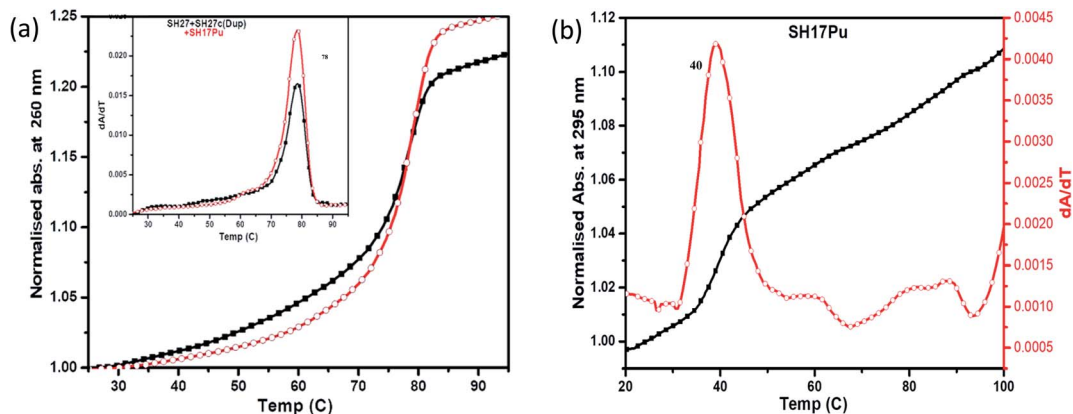 (a)
Normalised abs. at 260 nm
1.25
1.20
1.15
1.10
1.05
1.00
30 40 50 60 70 80 90
Temp (C)
SH27+SH27c(Dup)
+SH17Pu
78
dA/dT
0.020
0.015
0.010
0.005
0.000
30 40 50 60 70 80 90
Temp (C)
(b)
SH17Pu
40
Normalised Abs. at 295 nm
1.12
1.10
1.08
1.06
1.04
1.02
1.00
20 40 60 80 100
Temp (C)
0.0045
0.0040
0.0035
0.0030
0.0025
0.0020
0.0015
0.0010
0.0005
dA/dT